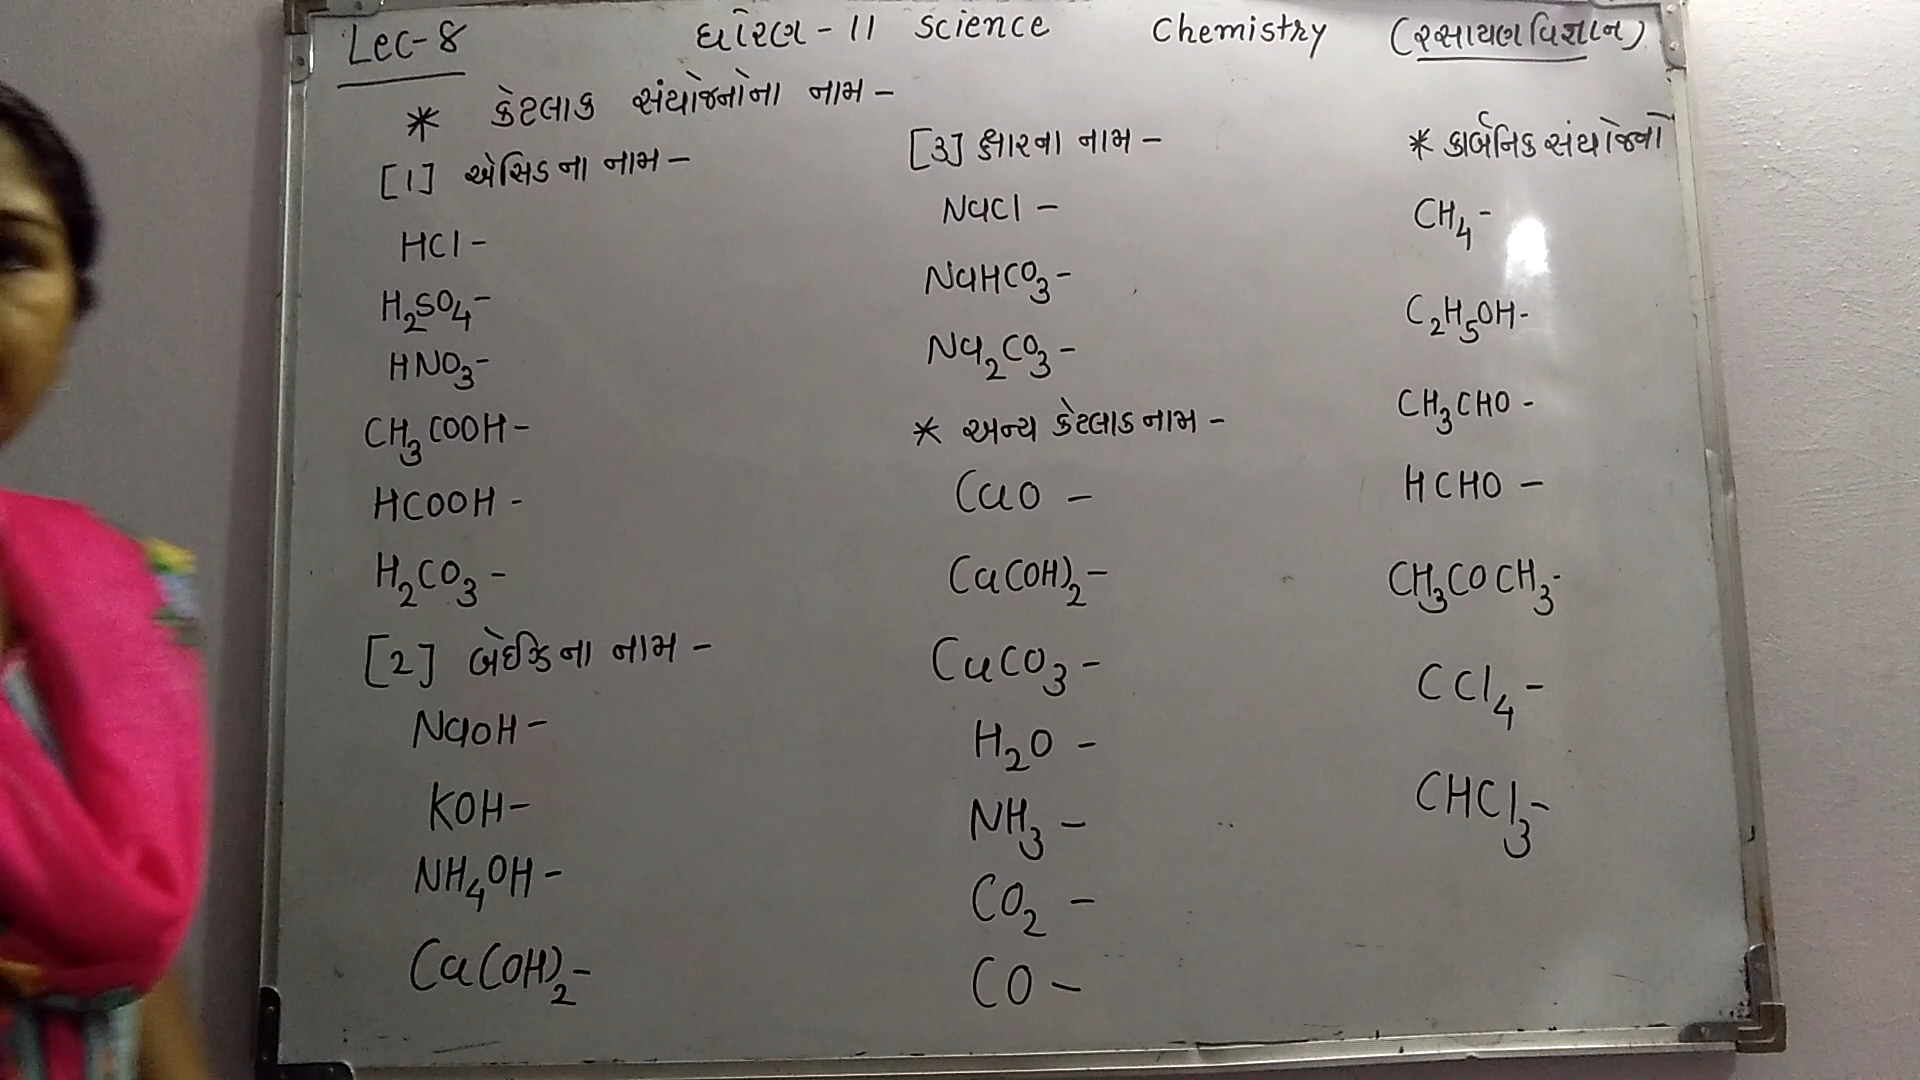 Lec-8 ધોરણ - 11 Science Chemistry (રસાયણવિજ્ઞાન)
* કેટલાક સંયોજનોના નામ -
[1] એસિડના નામ -
HCl -
H₂SO₄ -
HNO₃ -
CH₃COOH -
HCOOH -
H₂CO₃ -
[2] બેઈઝિના નામ -
NaOH -
KOH -
NH₄OH -
Ca(OH)₂ -
[૩] ક્ષારના નામ -
NaCl -
NaHCO₃ -
Na₂CO₃ -
* અન્ય કેટલાક નામ -
CaO -
Ca(OH)₂ -
CaCO₃ -
H₂O -
NH₃ -
CO₂ -
CO -
* કાર્બનિક સંયોજનો
CH₄ -
C₂H₅OH -
CH₃CHO -
HCHO -
CH₃COCH₃ -
CCl₄ -
CHCl₃ -